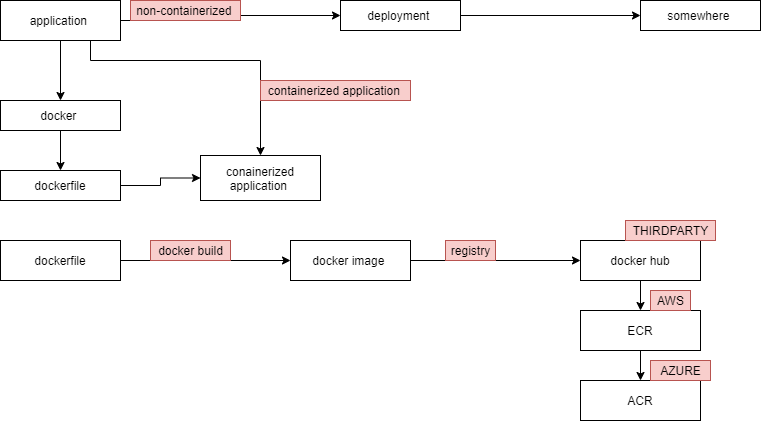 application
non-containerized
deployment
somewhere
containerized application
docker
conainerized
application
dockerfile
THIRDPARTY
dockerfile
docker build
docker image
registry
docker hub
AWS
ECR
AZURE
ACR